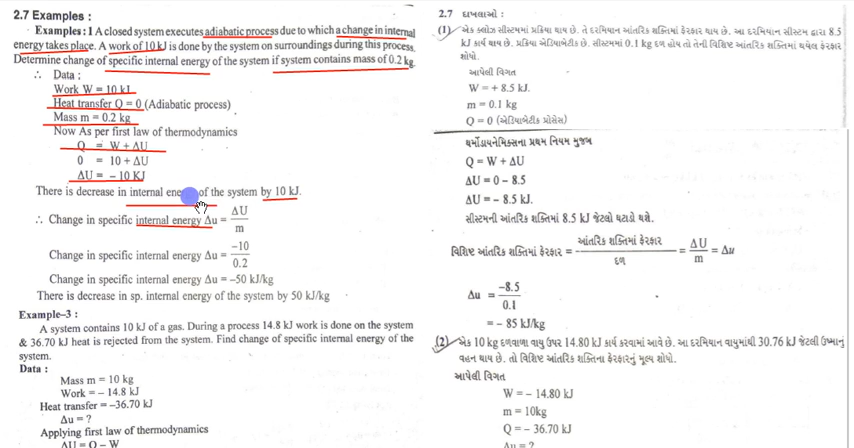 2.7 Examples :
Examples : 1 A closed system executes adiabatic process due to which a change in internal
energy takes place. A work of 10 kJ is done by the system on surroundings during this process.
Determine change of specific internal energy of the system if system contains mass of 0.2 kg.
∴ Data :
Work W = 10 kJ
Heat transfer Q = 0 (Adiabatic process)
Mass m = 0.2 kg
Now As per first law of thermodynamics
Q = W + ΔU
0 = 10 + ΔU
ΔU = – 10 KJ
There is decrease in internal energy of the system by 10 kJ.
∴ Change in specific internal energy Δu = ΔU / m
Change in specific internal energy Δu = –10 / 0.2
Change in specific internal energy Δu = –50 kJ/kg
There is decrease in sp. internal energy of the system by 50 kJ/kg
Example–3 :
A system contains 10 kJ of a gas. During a process 14.8 kJ work is done on the system
& 36.70 kJ heat is rejected from the system. Find change of specific internal energy of the
system.
Data :
Mass m = 10 kg
Work = – 14.8 kJ
Heat transfer = –36.70 kJ
Δu = ?
Applying first law of thermodynamics
ΔU = Q – W
2.7 દાખલાઓ :
(1) એક ક્લોઝ સીસ્ટમમાં પ્રક્રિયા થાય છે. તે દરમિયાન આંતરિક શક્તિમાં ફેરફાર થાય છે. આ દરમિયાન સીસ્ટમ દ્વારા 8.5
kJ કાર્ય થાય છે. પ્રક્રિયા એડિયાબેટીક છે. સીસ્ટમમાં 0.1 kg દળ હોય તો તેની વિશિષ્ટ આંતરિક શક્તિમાં થયેલ ફેરફાર
શોધો.
આપેલી વિગત
W = + 8.5 kJ.
m = 0.1 kg
Q = 0 (એડિયાબેટીક પ્રોસેસ)
થર્મોડાયનેમિક્સના પ્રથમ નિયમ મુજબ
Q = W + ΔU
ΔU = 0 – 8.5
ΔU = – 8.5 kJ.
સીસ્ટમની આંતરિક શક્તિમાં 8.5 kJ જેટલો ઘટાડો થશે.
વિશિષ્ટ આંતરિક શક્તિમાં ફેરફાર = આંતરિક શક્તિમાં ફેરફાર / દળ = ΔU / m = Δu
Δu = –8.5 / 0.1
= – 85 kJ/kg
(2) એક 10 kg દળવાળા વાયુ ઉપર 14.80 kJ કાર્ય કરવામાં આવે છે. આ દરમિયાન વાયુમાંથી 30.76 kJ જેટલી ઉષ્માનું
વહન થાય છે. તો વિશિષ્ટ આંતરિક શક્તિના ફેરફારનું મૂલ્ય શોધો.
આપેલી વિગત
W = – 14.80 kJ
m = 10kg
Q = – 36.70 kJ
Δu = ?